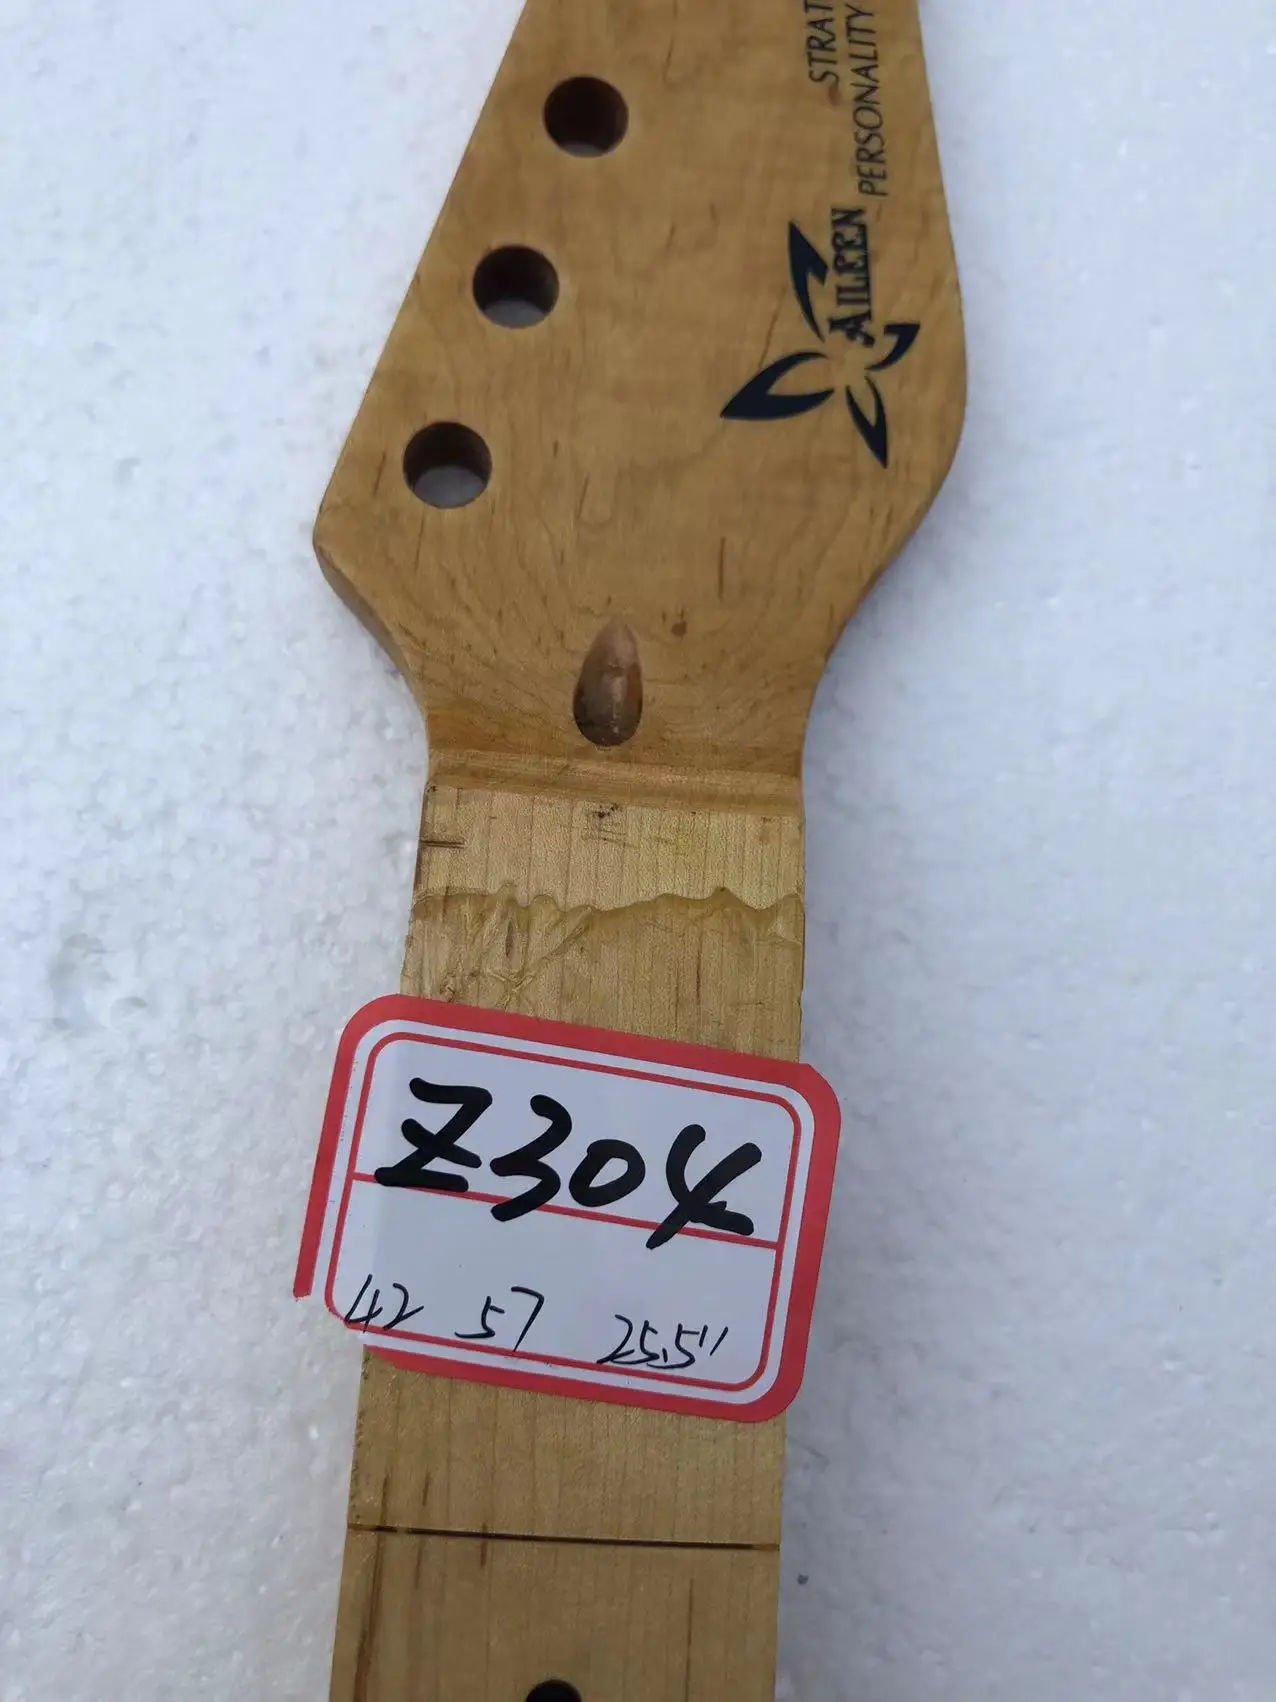 STRAT
PERSONALITY
AILEEN
Z304
42 57 25.5"